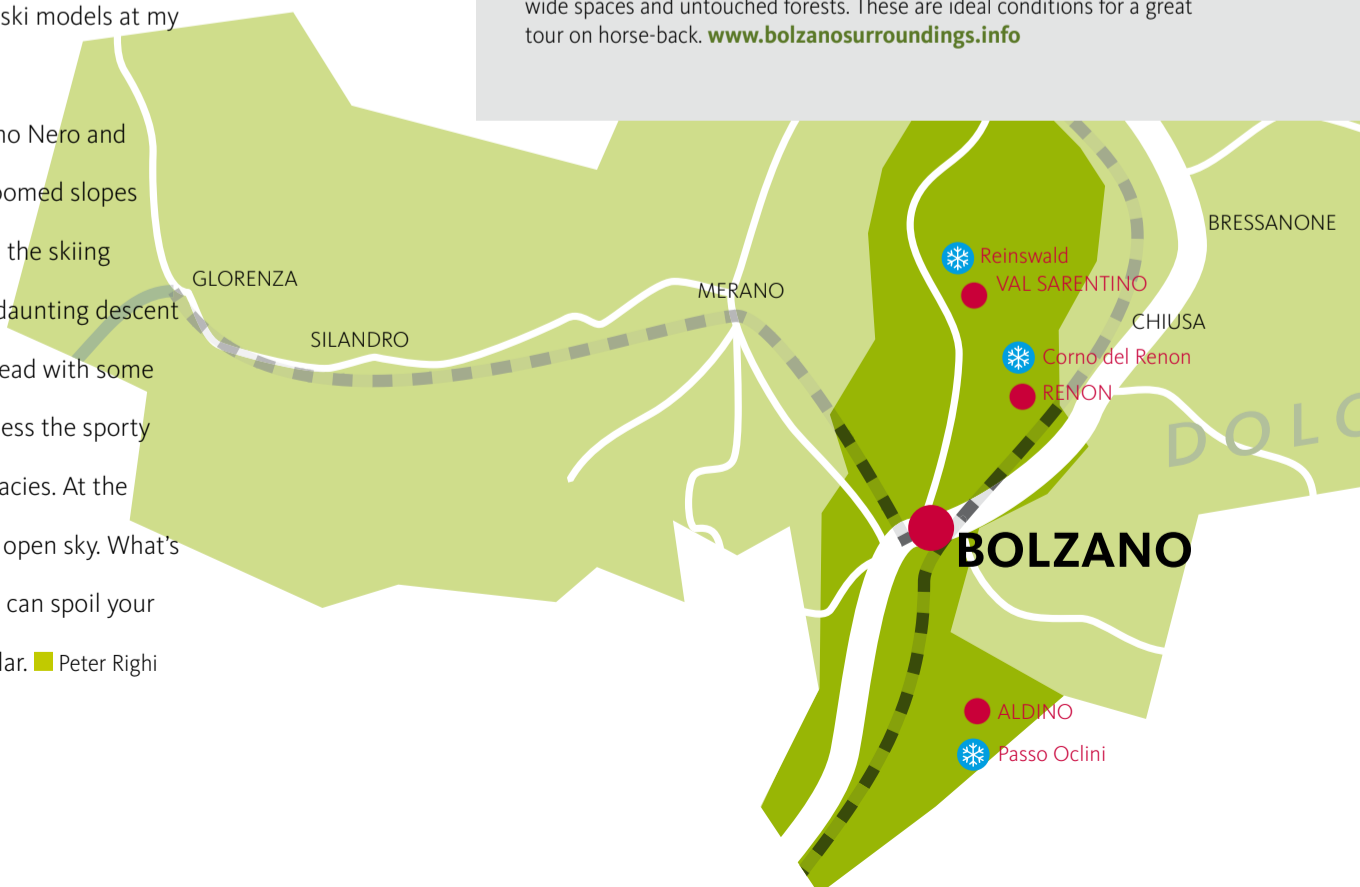 ski models at my
no Nero and
oomed slopes
the skiing
daunting descent
ead with some
ess the sporty
acies. At the
open sky. What's
can spoil your
lar. Peter Righi
wide spaces and untouched forests. These are ideal conditions for a great
tour on horse-back. www.bolzanosurroundings.info
GLORENZA
SILANDRO
MERANO
BRESSANONE
Reinswald
VAL SARENTINO
CHIUSA
Corno del Renon
RENON
DOLO
BOLZANO
ALDINO
Passo Oclini